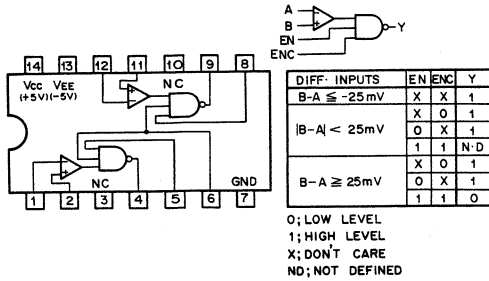 A
B
EN
ENC
Y
14 13 12 11 10 9 8
Vcc VEE
(+5V)(-5V)
NC
NC
GND
1 2 3 4 5 6 7
DIFF· INPUTS EN ENC Y
B-A ≦ -25mV X X 1
|B-A| < 25mV X 0 1
0 X 1
1 1 N·D
B-A ≧ 25mV X 0 1
0 X 1
1 1 0
0; LOW LEVEL
1; HIGH LEVEL
X; DON'T CARE
ND; NOT DEFINED